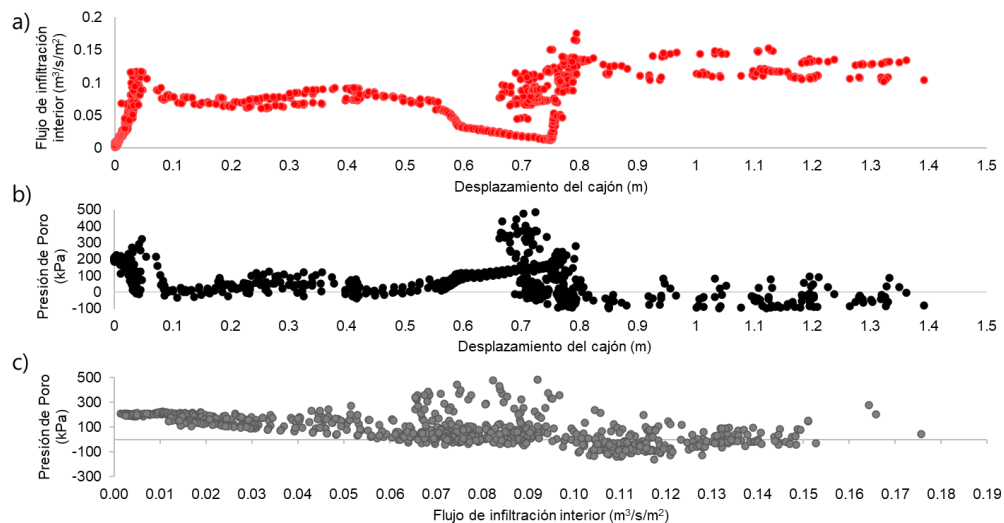 a)
Flujo de infiltración
interior (m³/s/m²)
0.2
0.15
0.1
0.05
0
0 0.1 0.2 0.3 0.4 0.5 0.6 0.7 0.8 0.9 1 1.1 1.2 1.3 1.4 1.5
Desplazamiento del cajón (m)
b)
Presión de Poro
(kPa)
500
400
300
200
100
0
-100
0 0.1 0.2 0.3 0.4 0.5 0.6 0.7 0.8 0.9 1 1.1 1.2 1.3 1.4 1.5
Desplazamiento del cajón (m)
c)
Presión de Poro
(kPa)
500
300
100
-100
-300
0.00 0.01 0.02 0.03 0.04 0.05 0.06 0.07 0.08 0.09 0.10 0.11 0.12 0.13 0.14 0.15 0.16 0.17 0.18 0.19
Flujo de infiltración interior (m³/s/m²)